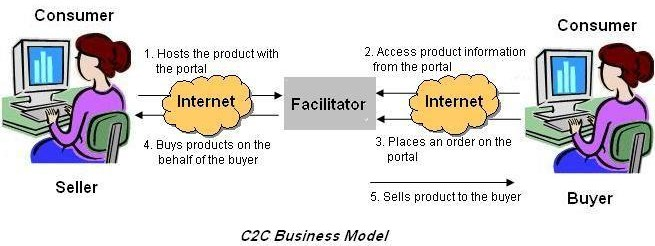 Consumer
Consumer
1. Hosts the product with
the portal
2. Access product information
from the portal
Internet
Facilitator
Internet
4. Buys products on the
behalf of the buyer
3. Places an order on the
portal
Seller
5. Sells product to the buyer
Buyer
C2C Business Model